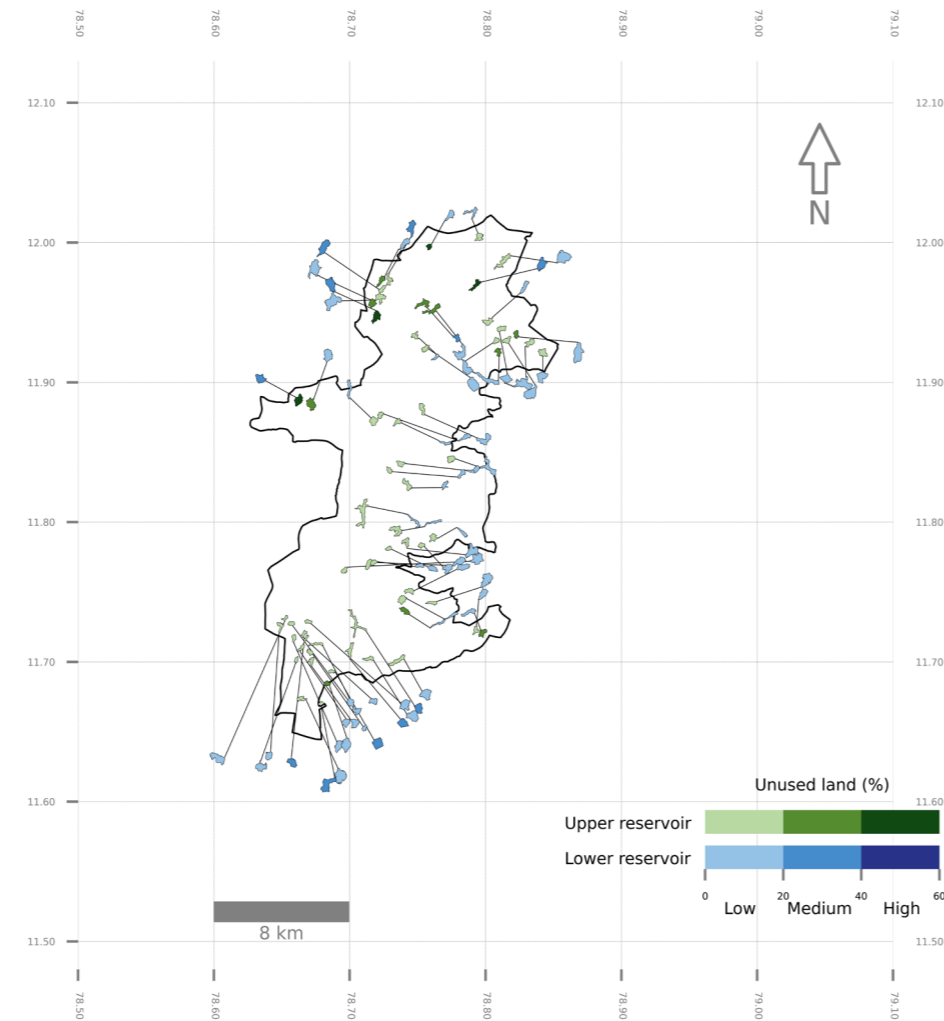 78.50 78.60 78.70 78.80 78.90 79.00 79.10
12.10 12.10
N
12.00 12.00
11.90 11.90
11.80 11.80
11.70 11.70
Unused land (%)
11.60 11.60
Upper reservoir
Lower reservoir
0 20 40 60
Low Medium High
8 km
11.50 11.50
78.50 78.60 78.70 78.80 78.90 79.00 79.10